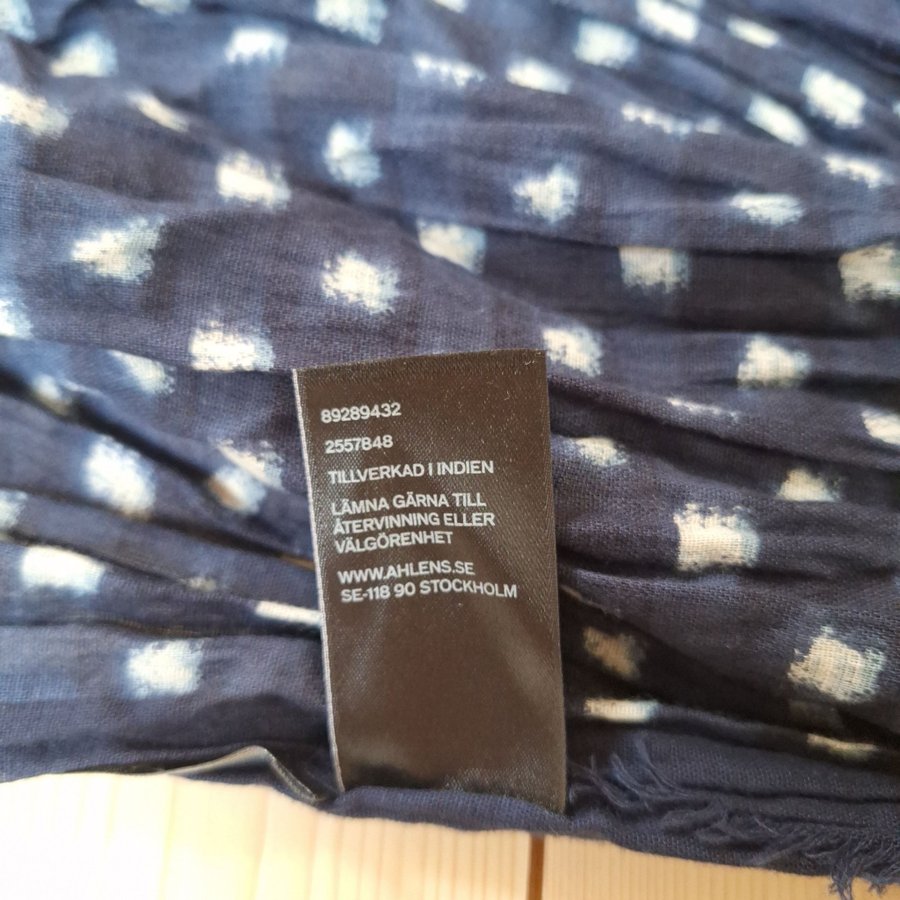 89289432
2557848
TILLVERKAD I INDIEN
LÄMNA GÄRNA TILL
ÅTERVINNING ELLER
VÄLGÖRENHET
WWW.AHLENS.SE
SE-118 90 STOCKHOLM